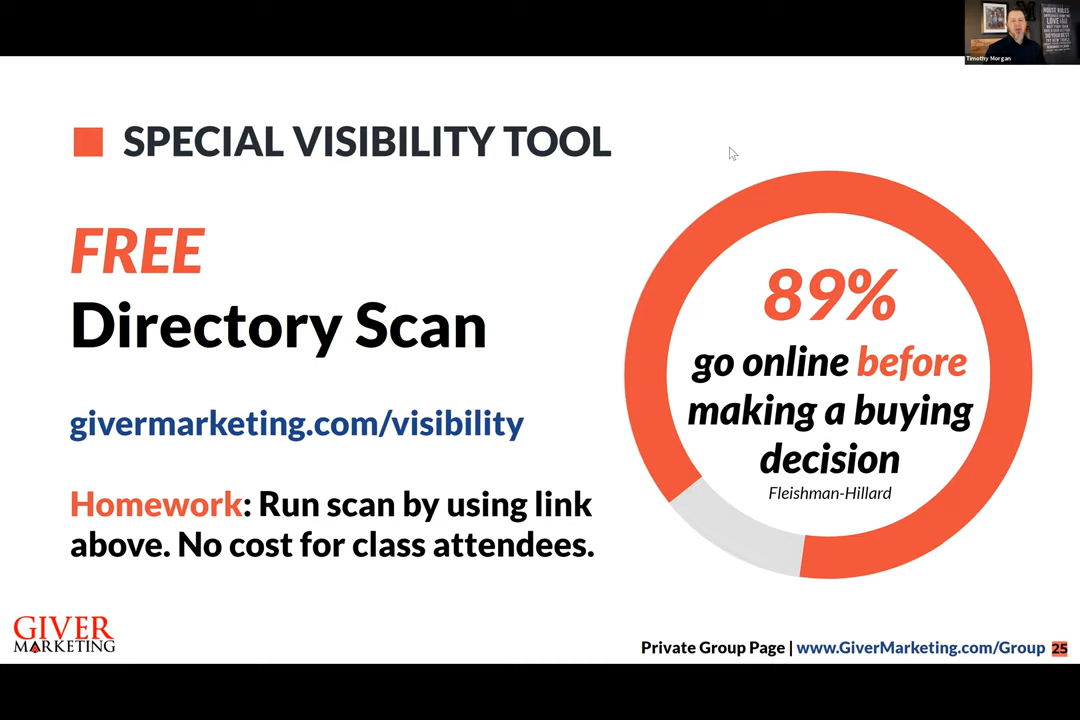 HOUSE RULES
Timothy Morgan
SPECIAL VISIBILITY TOOL
FREE
Directory Scan
givermarketing.com/visibility
Homework: Run scan by using link
above. No cost for class attendees.
89%
go online before
making a buying
decision
Fleishman-Hillard
GIVER
MARKETING
Private Group Page | www.GiverMarketing.com/Group 25